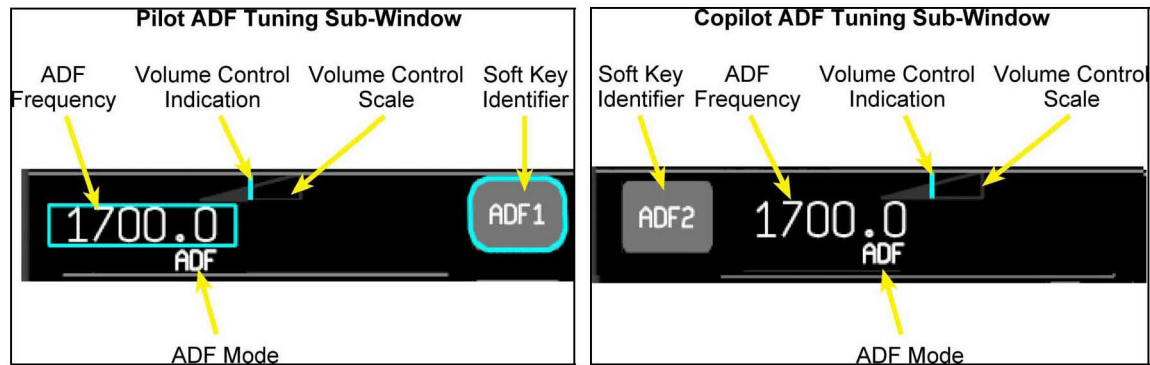 Pilot ADF Tuning Sub-Window
ADF Frequency
Volume Control Indication
Volume Control Scale
Soft Key Identifier
1700.0
ADF
ADF1
ADF Mode
Copilot ADF Tuning Sub-Window
Soft Key Identifier
ADF Frequency
Volume Control Indication
Volume Control Scale
ADF2
1700.0
ADF
ADF Mode